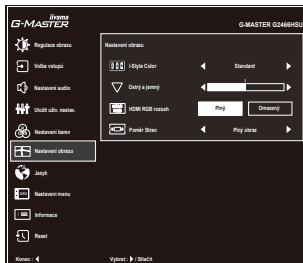 iiyama
G-MASTER
G-MASTER G2466HSU
Regulace obrazu
Volba vstupů
Nastavení audio
Uložit uživ. nastav.
Nastavení barev
Nastavení obrazu
Jazyk
Nastavení menu
Informace
Reset
Nastavení obrazu
i-Style Color
Standard
Ostrý a jemný
3
HDMI RGB rozsah
Plný
Omezený
Poměr Stran
Plný obraz
Konec :
Vybrat : / Stlačit